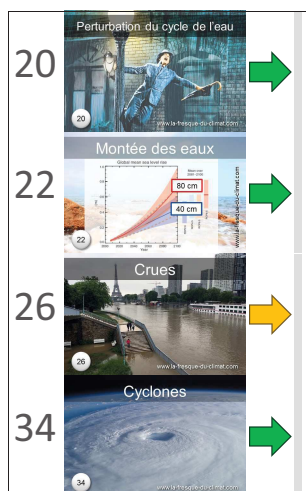 20
Perturbation du cycle de l'eau
20
www.la-fresque-du-climat.com
22
Montée des eaux
Global mean sea level rise
80 cm
40 cm
22
www.la-fresque-du-climat.com
26
Crues
26
www.la-fresque-du-climat.com
34
Cyclones
34
www.la-fresque-du-climat.com